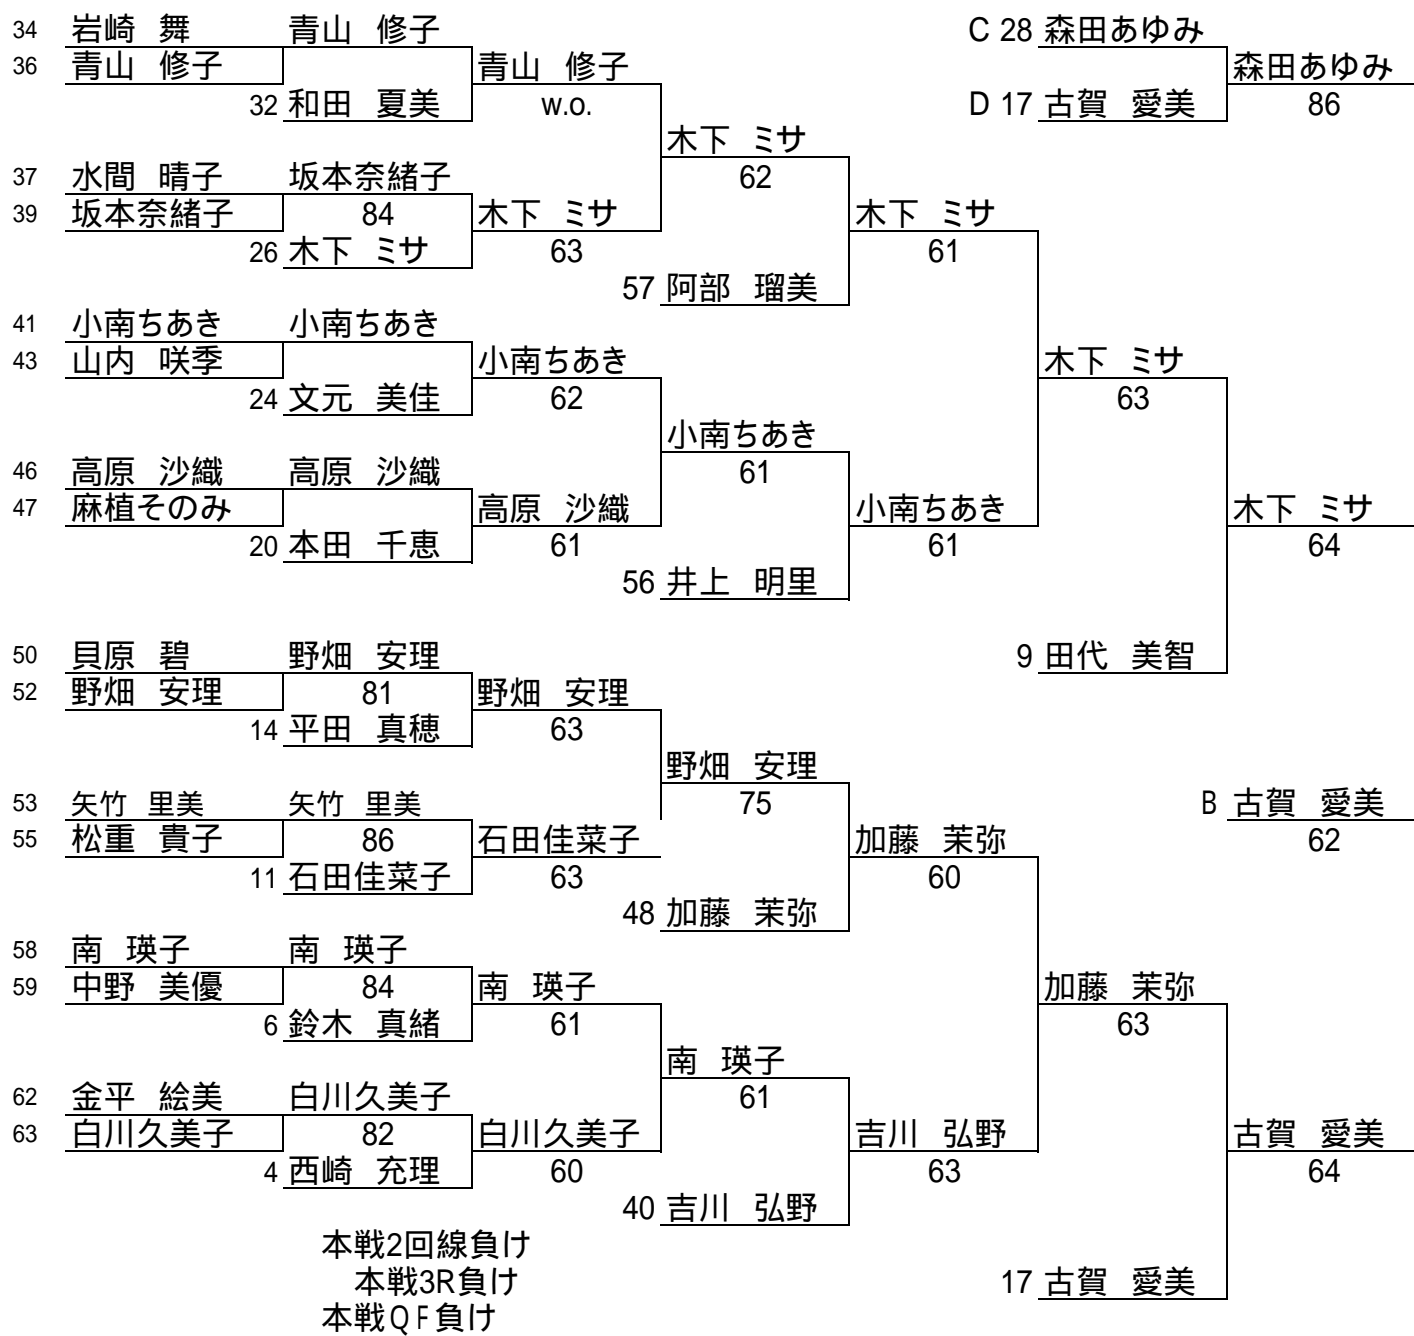 34 岩崎 舞 青山 修子 C 28 森田あゆみ
36 青山 修子 青山 修子 森田あゆみ
32 和田 夏美 w.o. D 17 古賀 愛美 86
木下 ミサ
37 水間 晴子 坂本奈緒子 62
39 坂本奈緒子 84 木下 ミサ 木下 ミサ
26 木下 ミサ 63 61
57 阿部 瑠美
41 小南ちあき 小南ちあき
43 山内 咲季 小南ちあき 木下 ミサ
24 文元 美佳 62 63
小南ちあき
46 高原 沙織 高原 沙織 61
47 麻植そのみ 高原 沙織 小南ちあき 木下 ミサ
20 本田 千恵 61 61 64
56 井上 明里
50 貝原 碧 野畑 安理 9 田代 美智
52 野畑 安理 81 野畑 安理
14 平田 真穂 63
野畑 安理
53 矢竹 里美 矢竹 里美 75 B 古賀 愛美
55 松重 貴子 86 石田佳菜子 加藤 茉弥 62
11 石田佳菜子 63 60
48 加藤 茉弥
58 南 瑛子 南 瑛子
59 中野 美優 84 南 瑛子 加藤 茉弥
6 鈴木 真緒 61 63
南 瑛子
62 金平 絵美 白川久美子 61
63 白川久美子 82 白川久美子 吉川 弘野 古賀 愛美
4 西崎 充理 60 63 64
40 吉川 弘野
本戦2回線負け
本戦3R負け 17 古賀 愛美
本戦QF負け